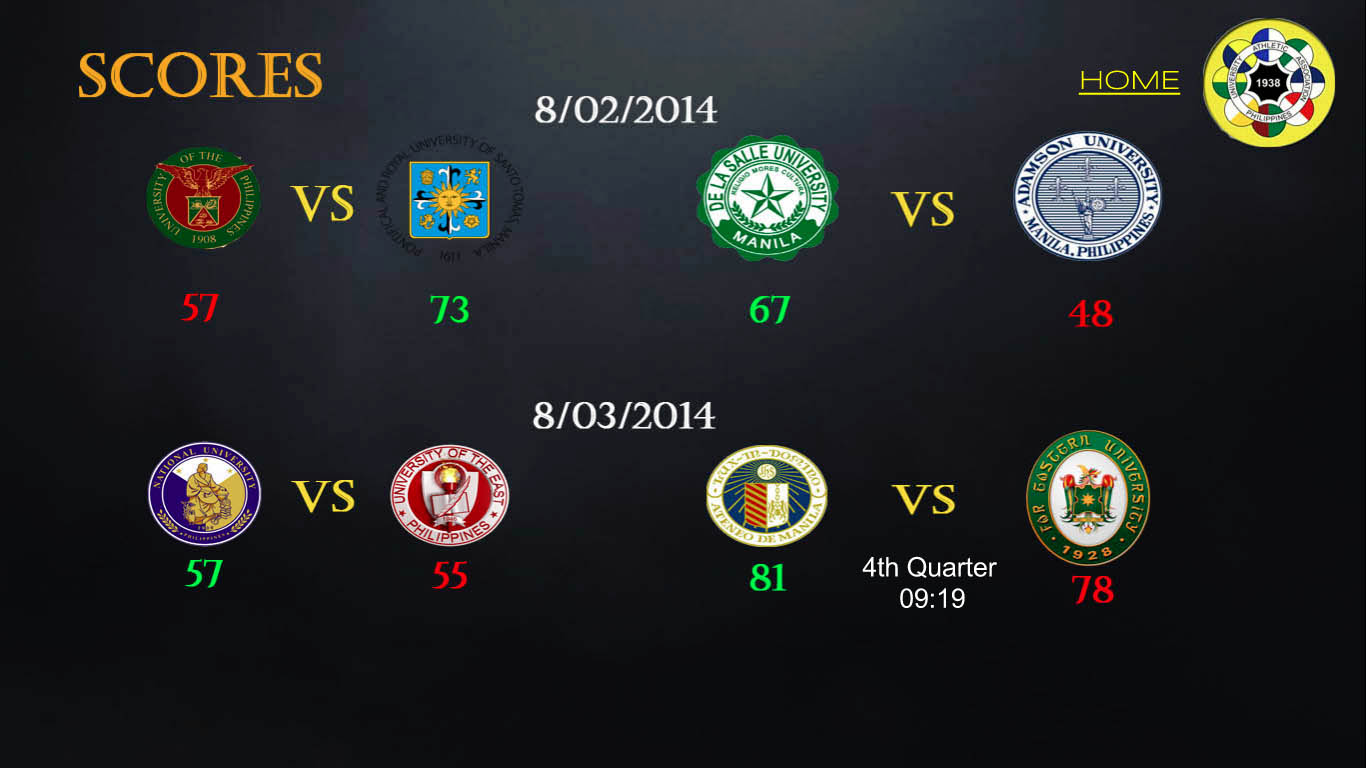 SCORES
HOME
UNIVERSITY ATHLETIC ASSOCIATION
PHILIPPINES
1938
8/02/2014
UNIVERSITY OF THE PHILIPPINES
1908
VS
PONTIFICAL AND ROYAL UNIVERSITY OF SANTO TOMAS, MANILA
1611
DE LA SALLE UNIVERSITY
RELIGIO MORES CULTURA
MANILA
VS
ADAMSON UNIVERSITY
MANILA, PHILIPPINES
57
73
67
48
8/03/2014
NATIONAL UNIVERSITY
PHILIPPINES
VS
UNIVERSITY OF THE EAST
PHILIPPINES
LUX-IN-DOMINO
ATENEO DE MANILA
VS
FAR EASTERN UNIVERSITY
1928
57
55
81
4th Quarter
09:19
78